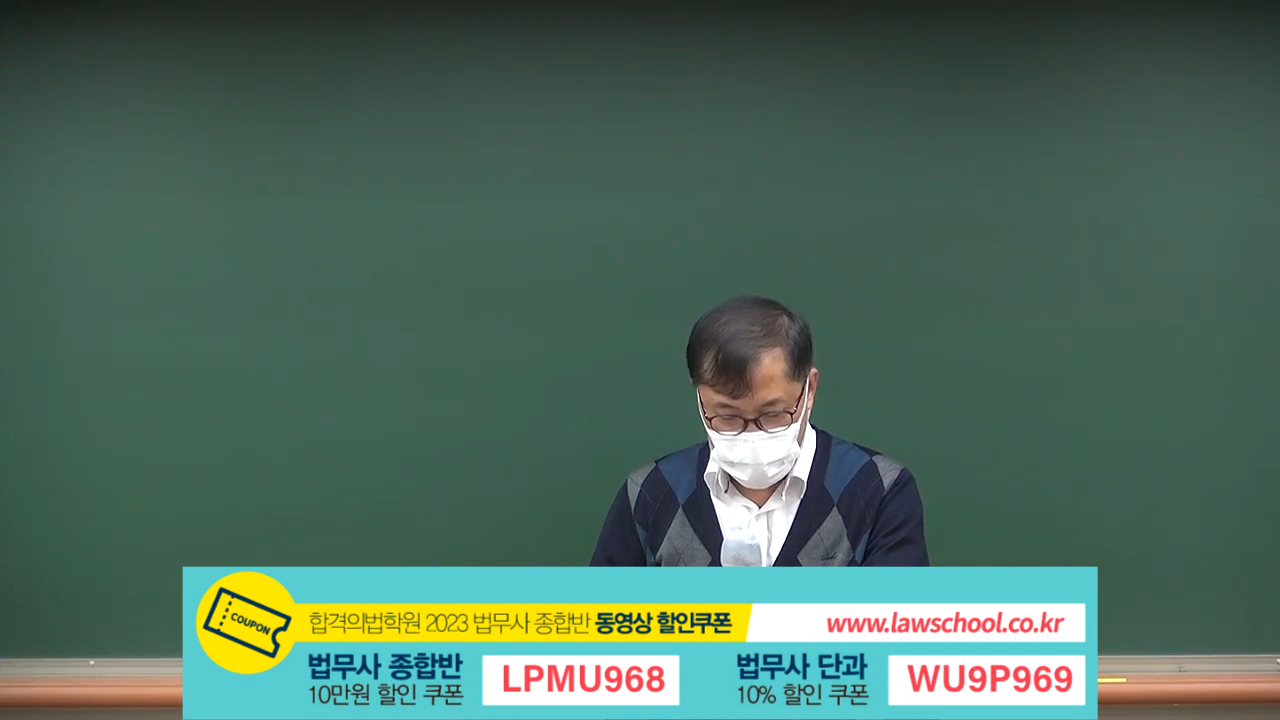 COUPON
합격의법학원 2023 법무사 종합반 동영상 할인쿠폰
www.lawschool.co.kr
법무사 종합반
10만원 할인 쿠폰
LPMU968
법무사 단과
10% 할인 쿠폰
WU9P969